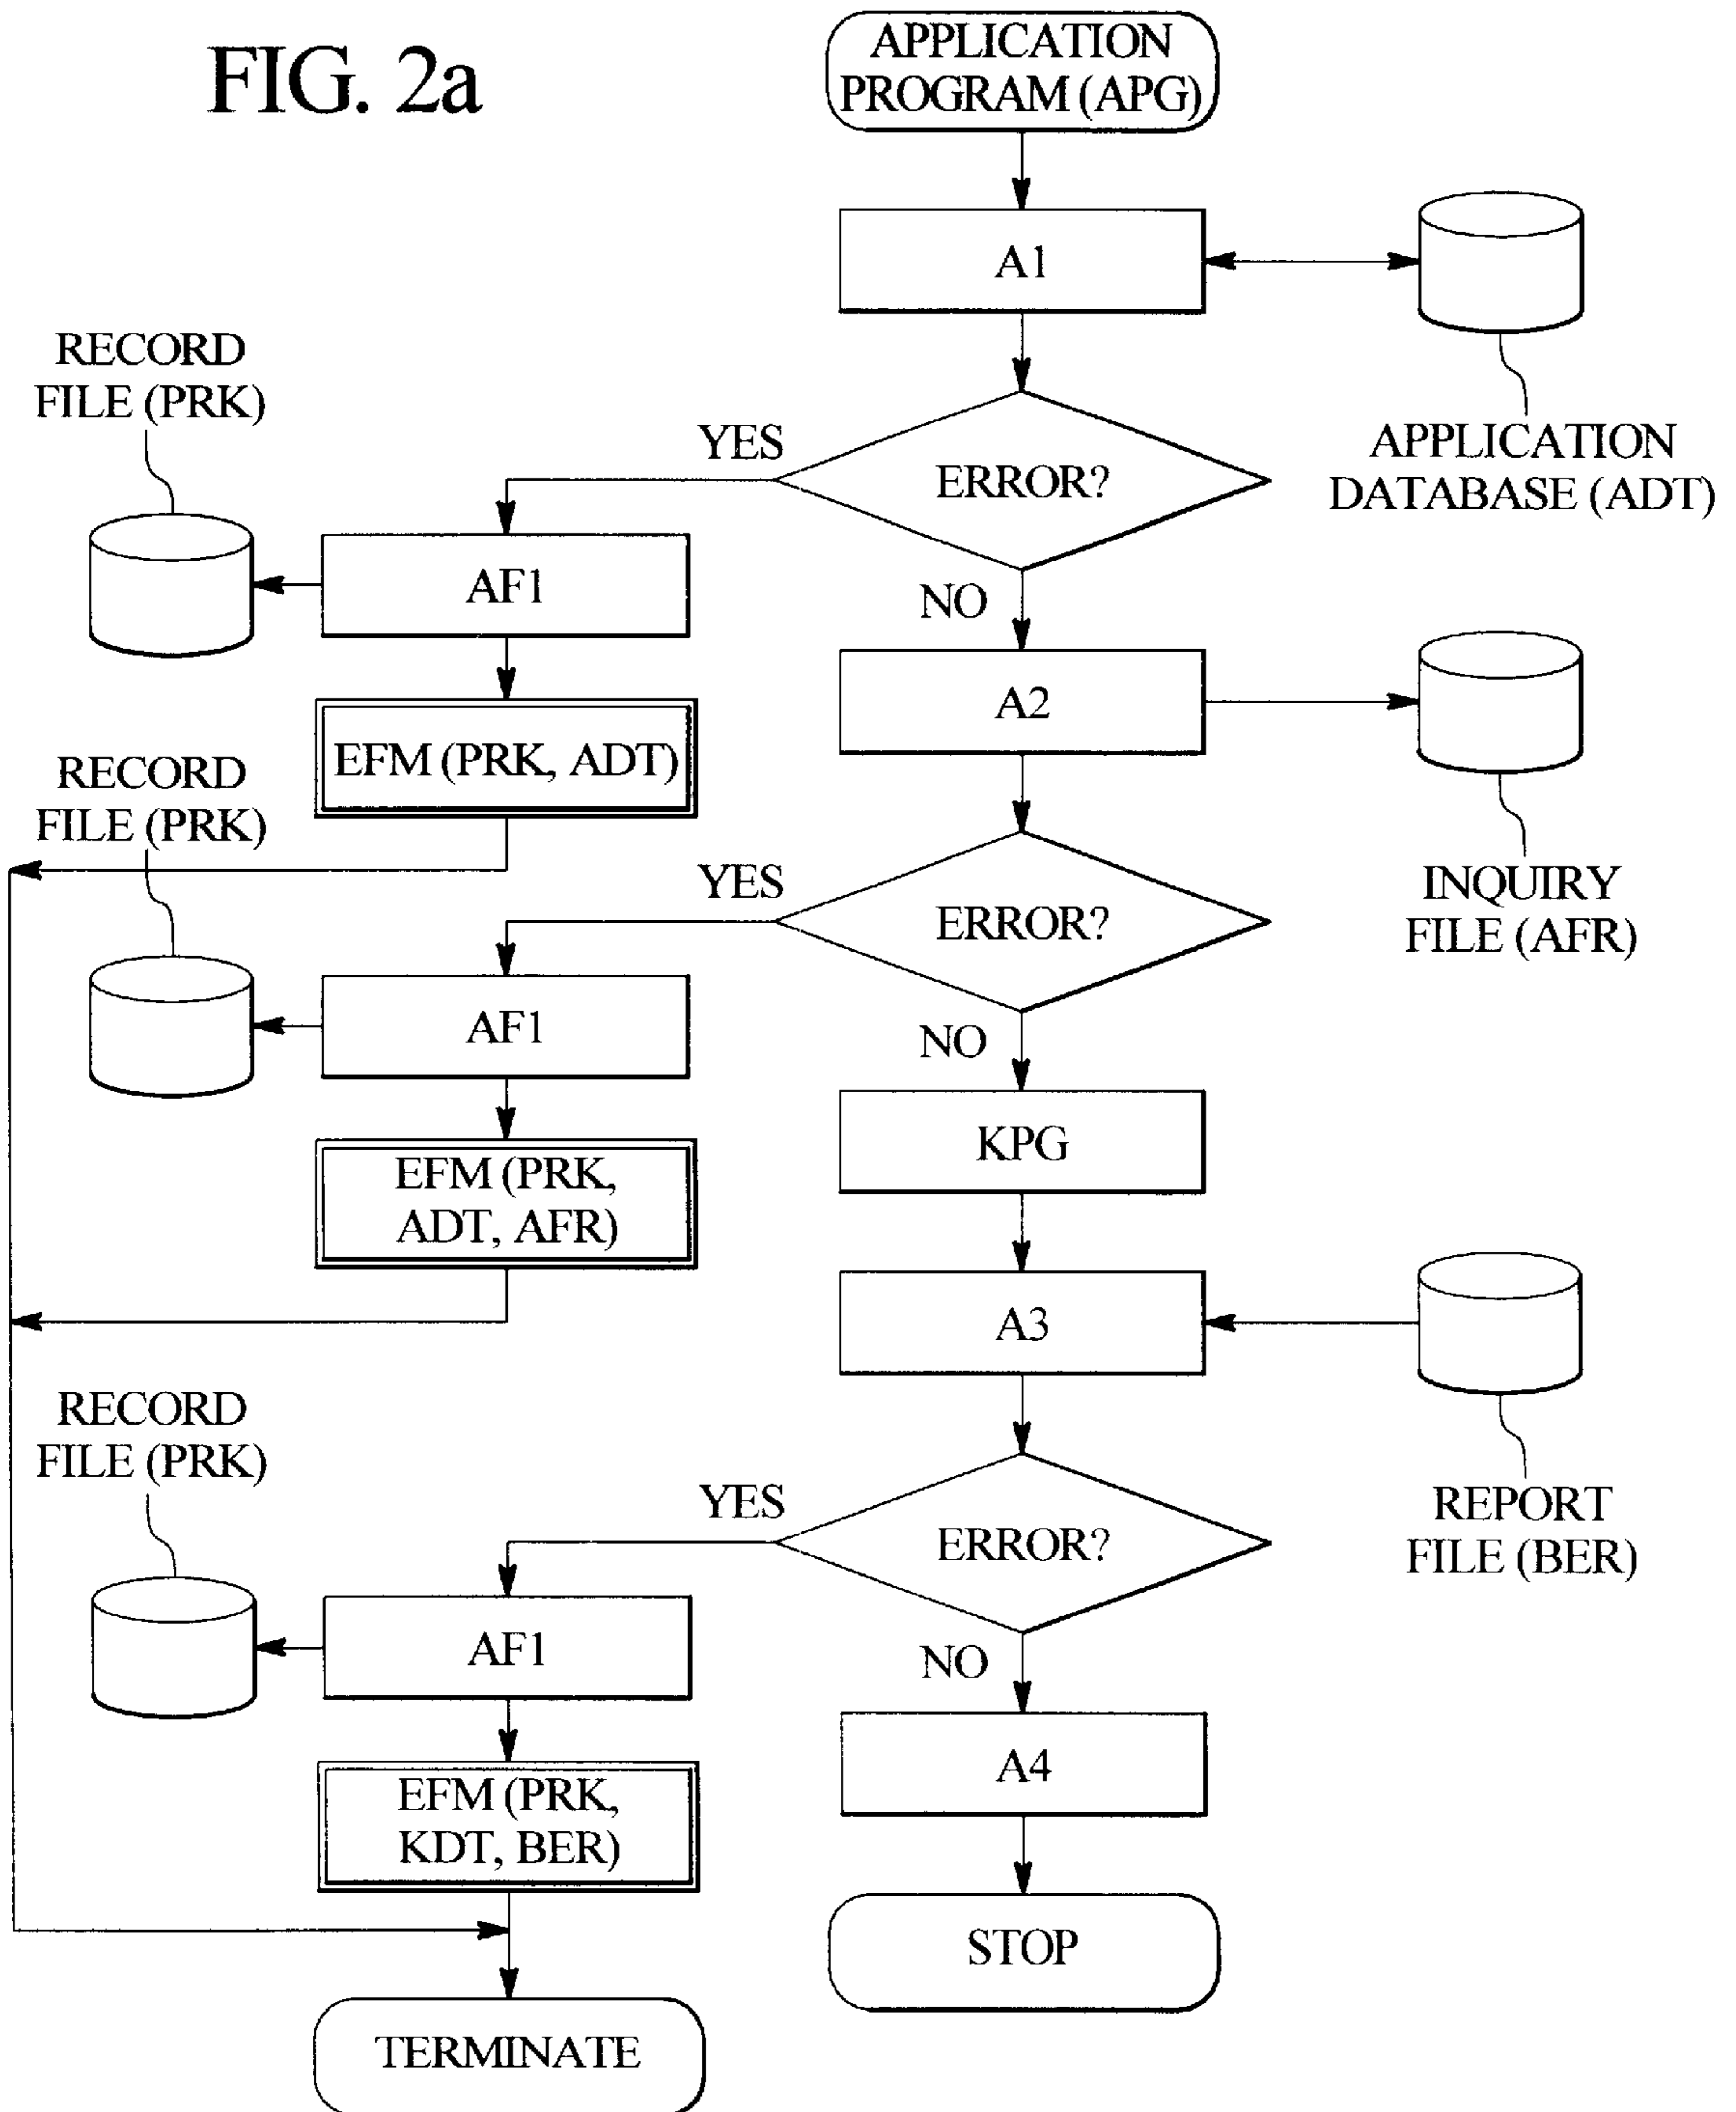 FIG. 2a
APPLICATION
PROGRAM (APG)
A1
APPLICATION
DATABASE (ADT)
RECORD
FILE (PRK)
YES
ERROR?
NO
AF1
EFM (PRK, ADT)
A2
INQUIRY
FILE (AFR)
RECORD
FILE (PRK)
YES
ERROR?
NO
AF1
EFM (PRK,
ADT, AFR)
KPG
A3
REPORT
FILE (BER)
RECORD
FILE (PRK)
YES
ERROR?
NO
AF1
EFM (PRK,
KDT, BER)
A4
STOP
TERMINATE